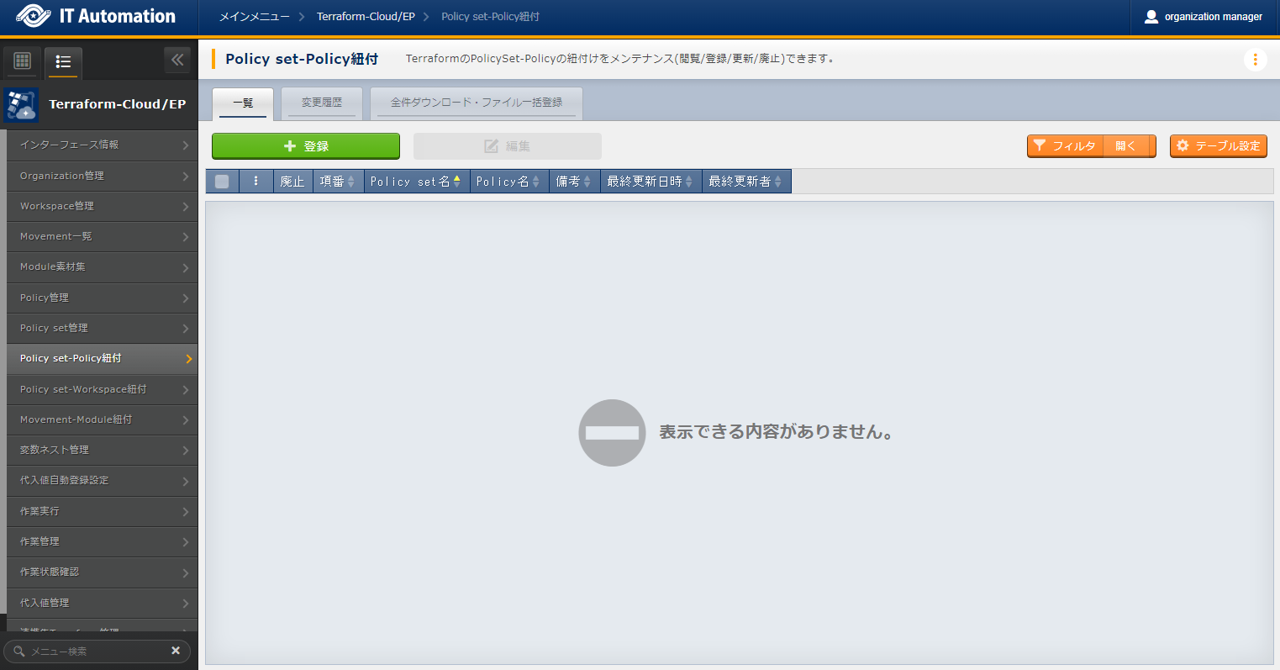 IT Automation
メインメニュー
Terraform-Cloud/EP
Policy set-Policy紐付
organization manager
Terraform-Cloud/EP
インターフェース情報
Organization管理
Workspace管理
Movement一覧
Module素材集
Policy管理
Policy set管理
Policy set-Policy紐付
Policy set-Workspace紐付
Movement-Module紐付
変数ネスト管理
代入値自動登録設定
作業実行
作業管理
作業状態確認
代入値管理
メニュー検索
Policy set-Policy紐付
TerraformのPolicySet-Policyの紐付けをメンテナンス(閲覧/登録/更新/廃止)できます。
一覧
変更履歴
全件ダウンロード・ファイル一括登録
登録
編集
フィルタ
開く
テーブル設定
廃止
項番
Policy set名
Policy名
備考
最終更新日時
最終更新者
表示できる内容がありません。